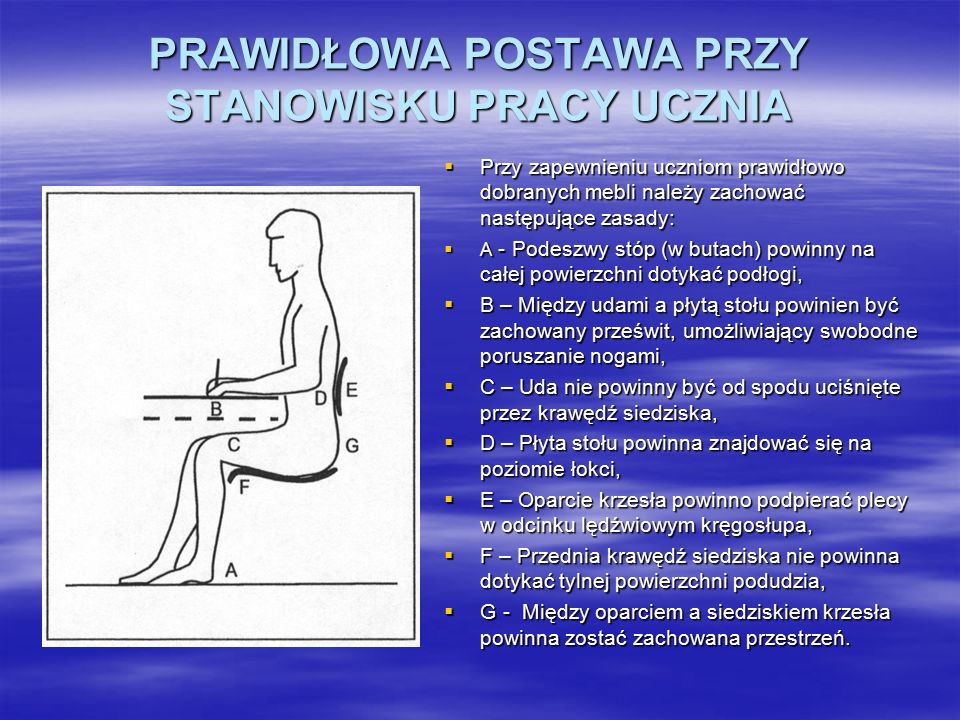 PRAWIDŁOWA POSTAWA PRZY
STANOWISKU PRACY UCZNIA
Przy zapewnieniu uczniom prawidłowo
dobranych mebli należy zachować
następujące zasady:
A - Podeszwy stóp (w butach) powinny na
całej powierzchni dotykać podłogi,
B – Między udami a płytą stołu powinien być
zachowany prześwit, umożliwiający swobodne
poruszanie nogami,
C – Uda nie powinny być od spodu uciśnięte
przez krawędź siedziska,
D – Płyta stołu powinna znajdować się na
poziomie łokci,
E – Oparcie krzesła powinno podpierać plecy
w odcinku lędźwiowym kręgosłupa,
F – Przednia krawędź siedziska nie powinna
dotykać tylnej powierzchni podudzia,
G - Między oparciem a siedziskiem krzesła
powinna zostać zachowana przestrzeń.
E
D
B
C
G
F
A